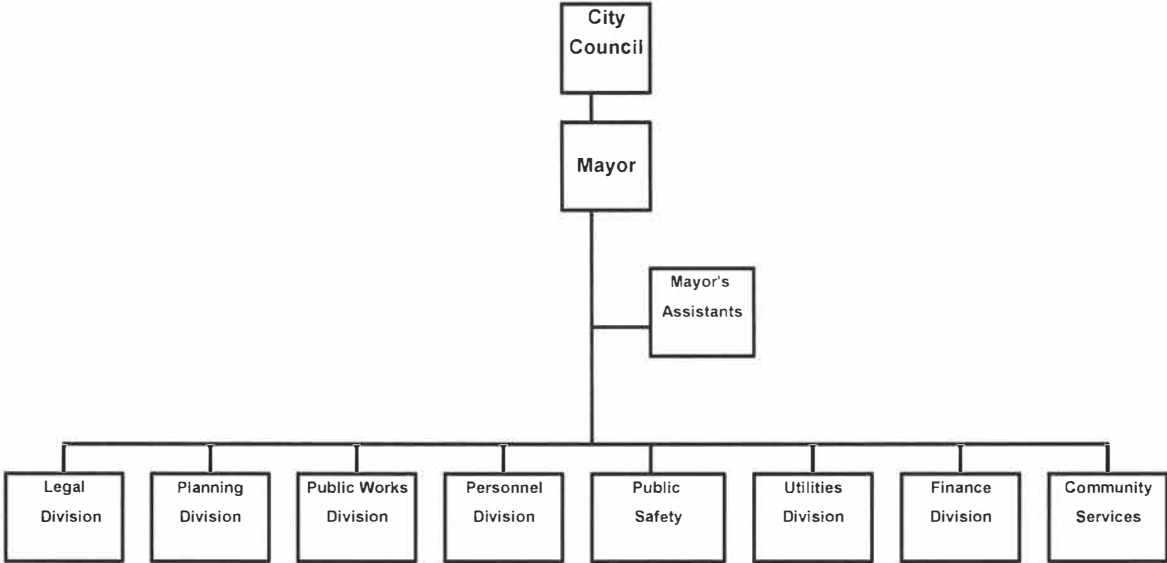 City
Council
Mayor
Mayor's
Assistants
Legal
Division
Planning
Division
Public Works
Division
Personnel
Division
Public
Safety
Utilities
Division
Finance
Division
Community
Services